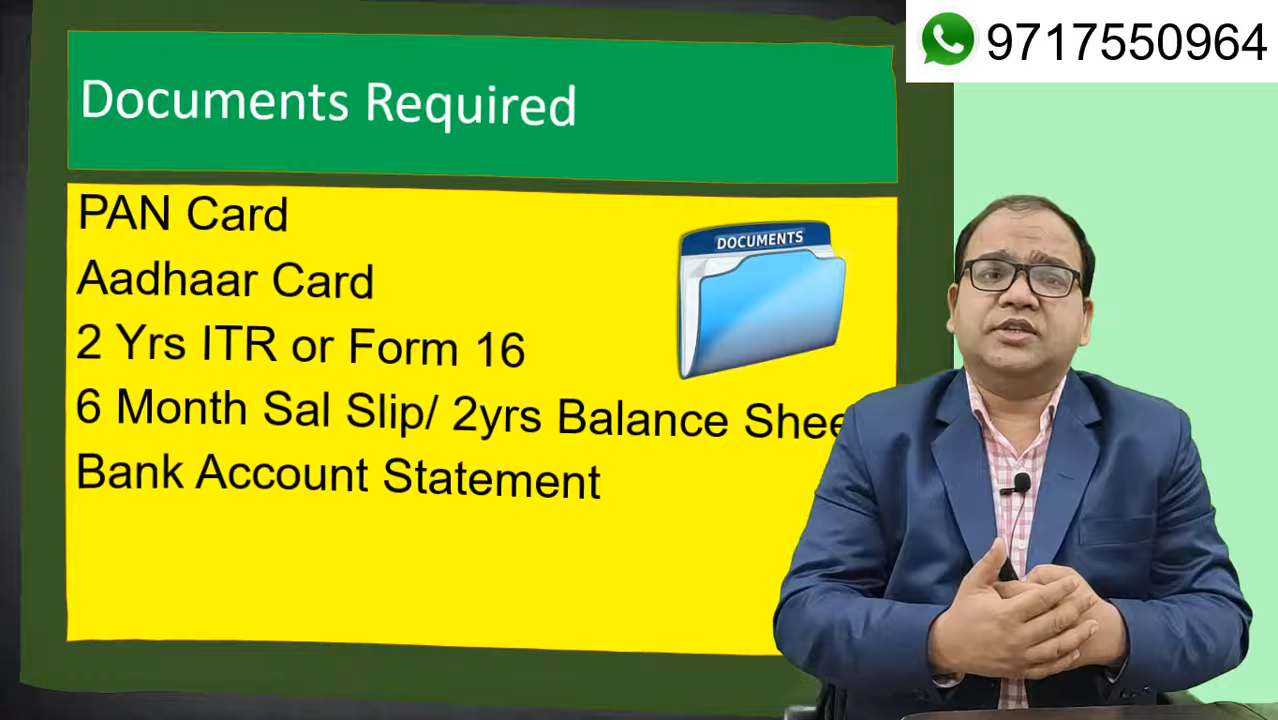 9717550964
Documents Required
DOCUMENTS
PAN Card
Aadhaar Card
2 Yrs ITR or Form 16
6 Month Sal Slip/ 2yrs Balance
Bank Account Statement